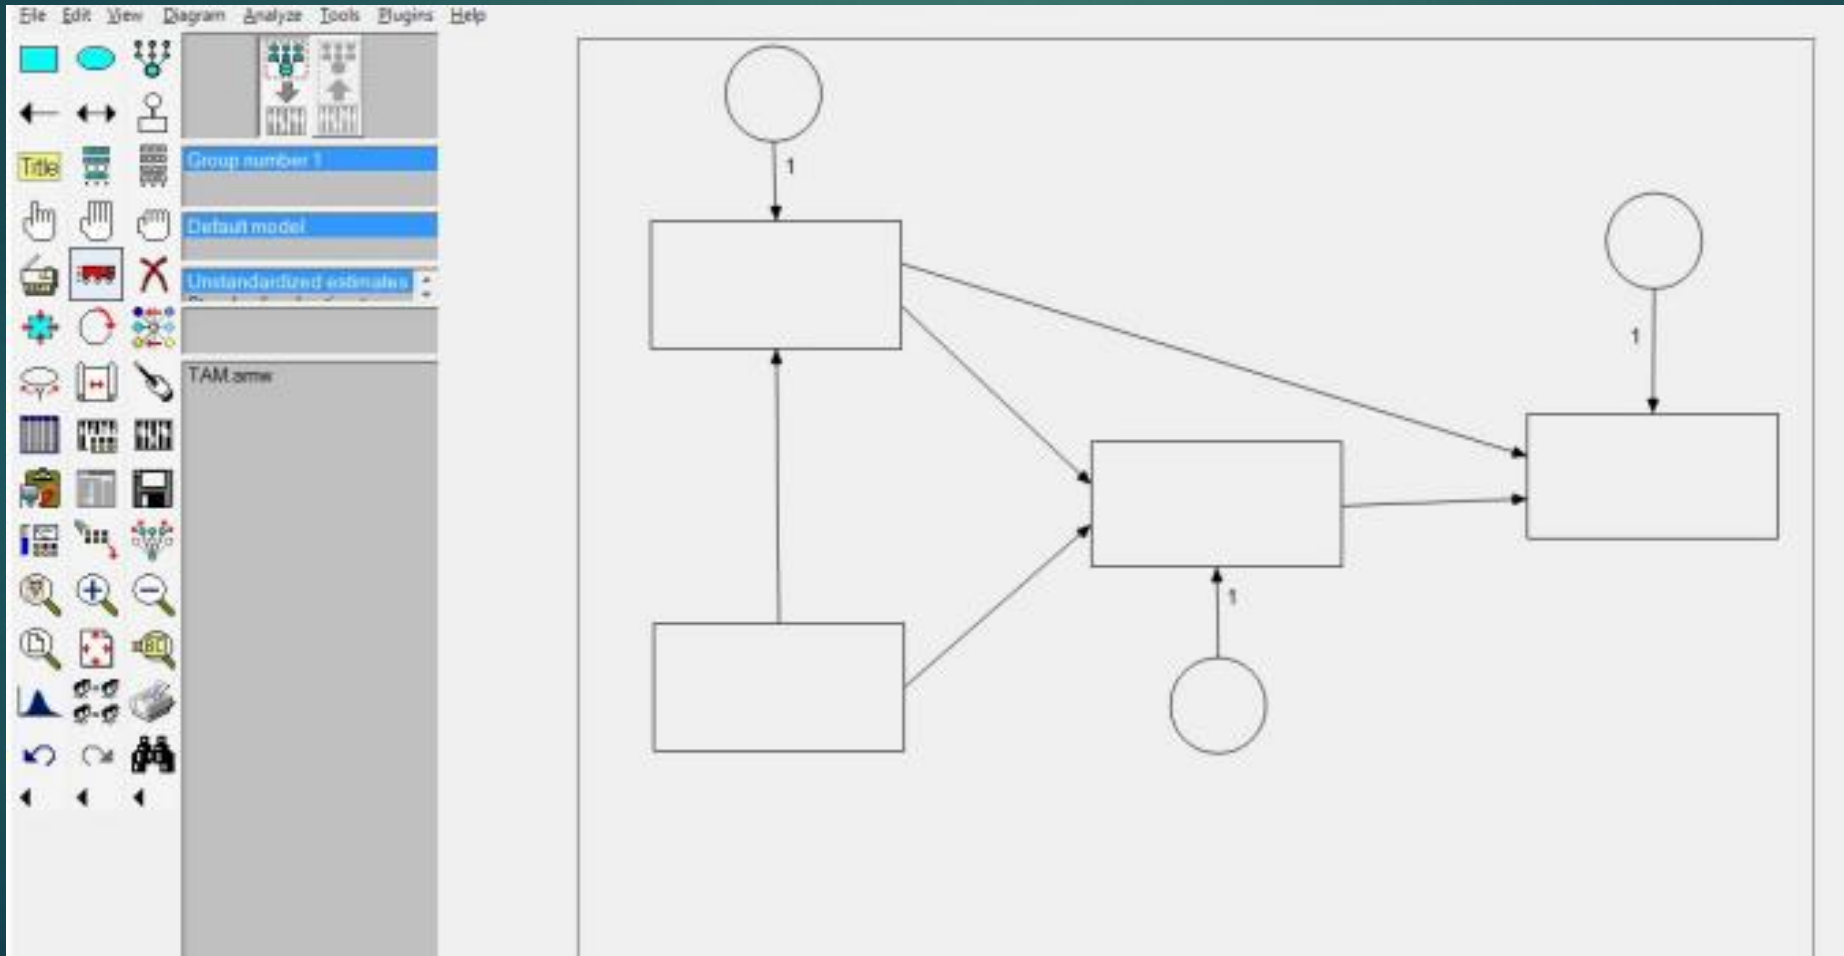 File Edit View Diagram Analyze Tools Plugins Help
Title
Group number 1
Default model
Unstandardized estimates
TAM.amw
1
1
1